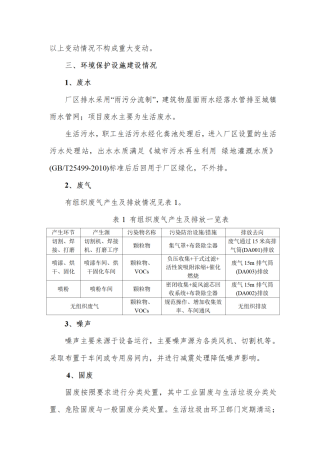 以上变动情况不构成重大变动。
三、环境保护设施建设情况
1、废水
厂区排水采用“雨污分流制”，建筑物屋面雨水经落水管排至城镇
雨水管网；项目废水主要为生活废水。
生活污水，职工生活污水经化粪池处理后，进入厂区设置的生活
污水处理站，出水水质满足《城市污水再生利用 绿地灌溉水质》
(GB/T25499-2010)标准后后回用于厂区绿化，不外排。
2、废气
有组织废气产生及排放情况见表 1。
表 1 有组织废气产生及排放一览表
产生环节 产生源 污染物名称 污染防治设施/措施 排放去向
切割、焊接、打磨 切割机、焊接机、打磨工序 颗粒物 集气罩+布袋除尘器 废气通过 15 米高排气筒(DA001)排放
喷漆、烘干、固化 喷漆车间、烘干固化车间 颗粒物、VOCs 负压收集+干式过滤+活性炭吸附浓缩+催化燃烧 废气 15m 排气筒(DA002)排放
喷粉 喷粉车间 颗粒物 密闭收集+旋风滤芯回收系统+布袋除尘器 废气 15m 排气筒(DA003)排放
无组织废气 颗粒物、VOCs 规范操作、增加收集效率、车间通风 无组织排放
3、噪声
噪声主要来源于设备运行，主要噪声源为各类风机、切割机等。
采取布置于车间或专用房间内，并进行减震处理降低噪声影响。
4、固废
固废按照要求进行分类处置，其中工业固废与生活垃圾分类处
置、危险固废与一般固废分类处置。生活垃圾由环卫部门定期清运；